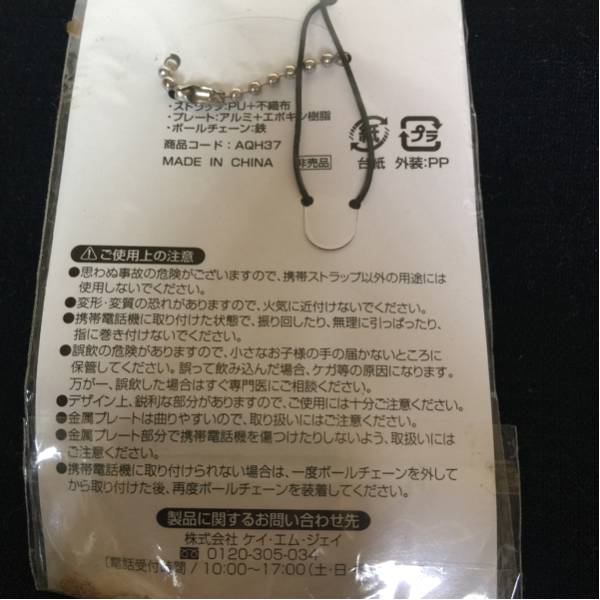 ・ストラップ:PU+不織布
・プレート:アルミ+エポキシ樹脂
・ボールチェーン:鉄
商品コード:AQH37
MADE IN CHINA 非売品
紙 プラ
台紙 外装:PP
ご使用上の注意
●思わぬ事故の危険がございますので、携帯ストラップ以外の用途には
使用しないでください。
●変形・変質の恐れがありますので、火気に近付けないでください。
●携帯電話機に取り付けた状態で、振り回したり、無理に引っぱったり、
指に巻き付けないでください。
●誤飲の危険がありますので、小さなお子様の手の届かないところに
保管してください。誤って飲み込んだ場合、ケガ等の原因になります。
万が一、誤飲した場合はすぐ専門医にご相談ください。
●デザイン上、鋭利な部分がありますので、ご使用には十分ご注意ください。
●金属プレートは曲りやすいので、取り扱いにはご注意ください。
●金属プレート部分で携帯電話機を傷つけたりしないよう、取扱いには
ご注意ください。
●携帯電話機に取り付けられない場合は、一度ボールチェーンを外して
から取り付けた後、再度ボールチェーンを装着してください。
製品に関するお問い合わせ先
株式会社 ケイ・エム・ジェイ
0120-305-034
〔電話受付時間/10:00〜17:00(土・日・